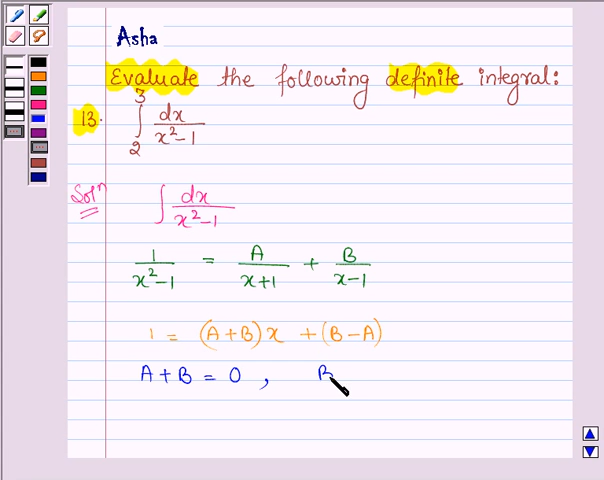 Asha
Evaluate the following definite integral:
13. ∫₂³ dx/(x²-1)
Solⁿ ∫ dx/(x²-1)
1/(x²-1) = A/(x+1) + B/(x-1)
1 = (A+B)x + (B-A)
A+B = 0, B